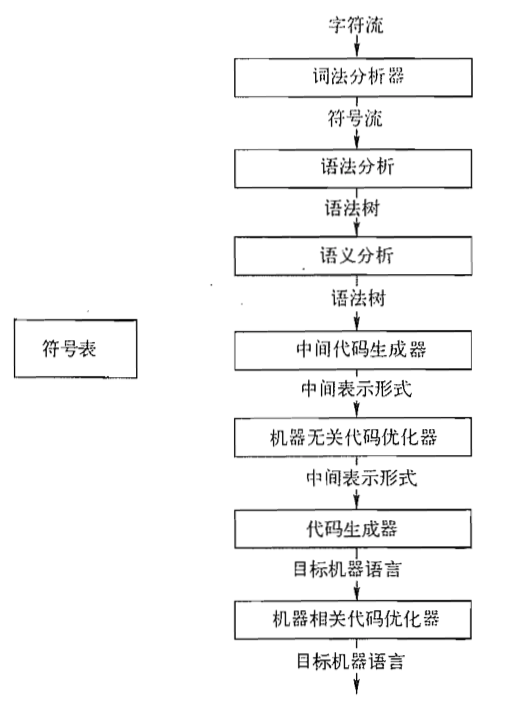 字符流
词法分析器
符号流
语法分析
语法树
语义分析
语法树
符号表
中间代码生成器
中间表示形式
机器无关代码优化器
中间表示形式
代码生成器
目标机器语言
机器相关代码优化器
目标机器语言